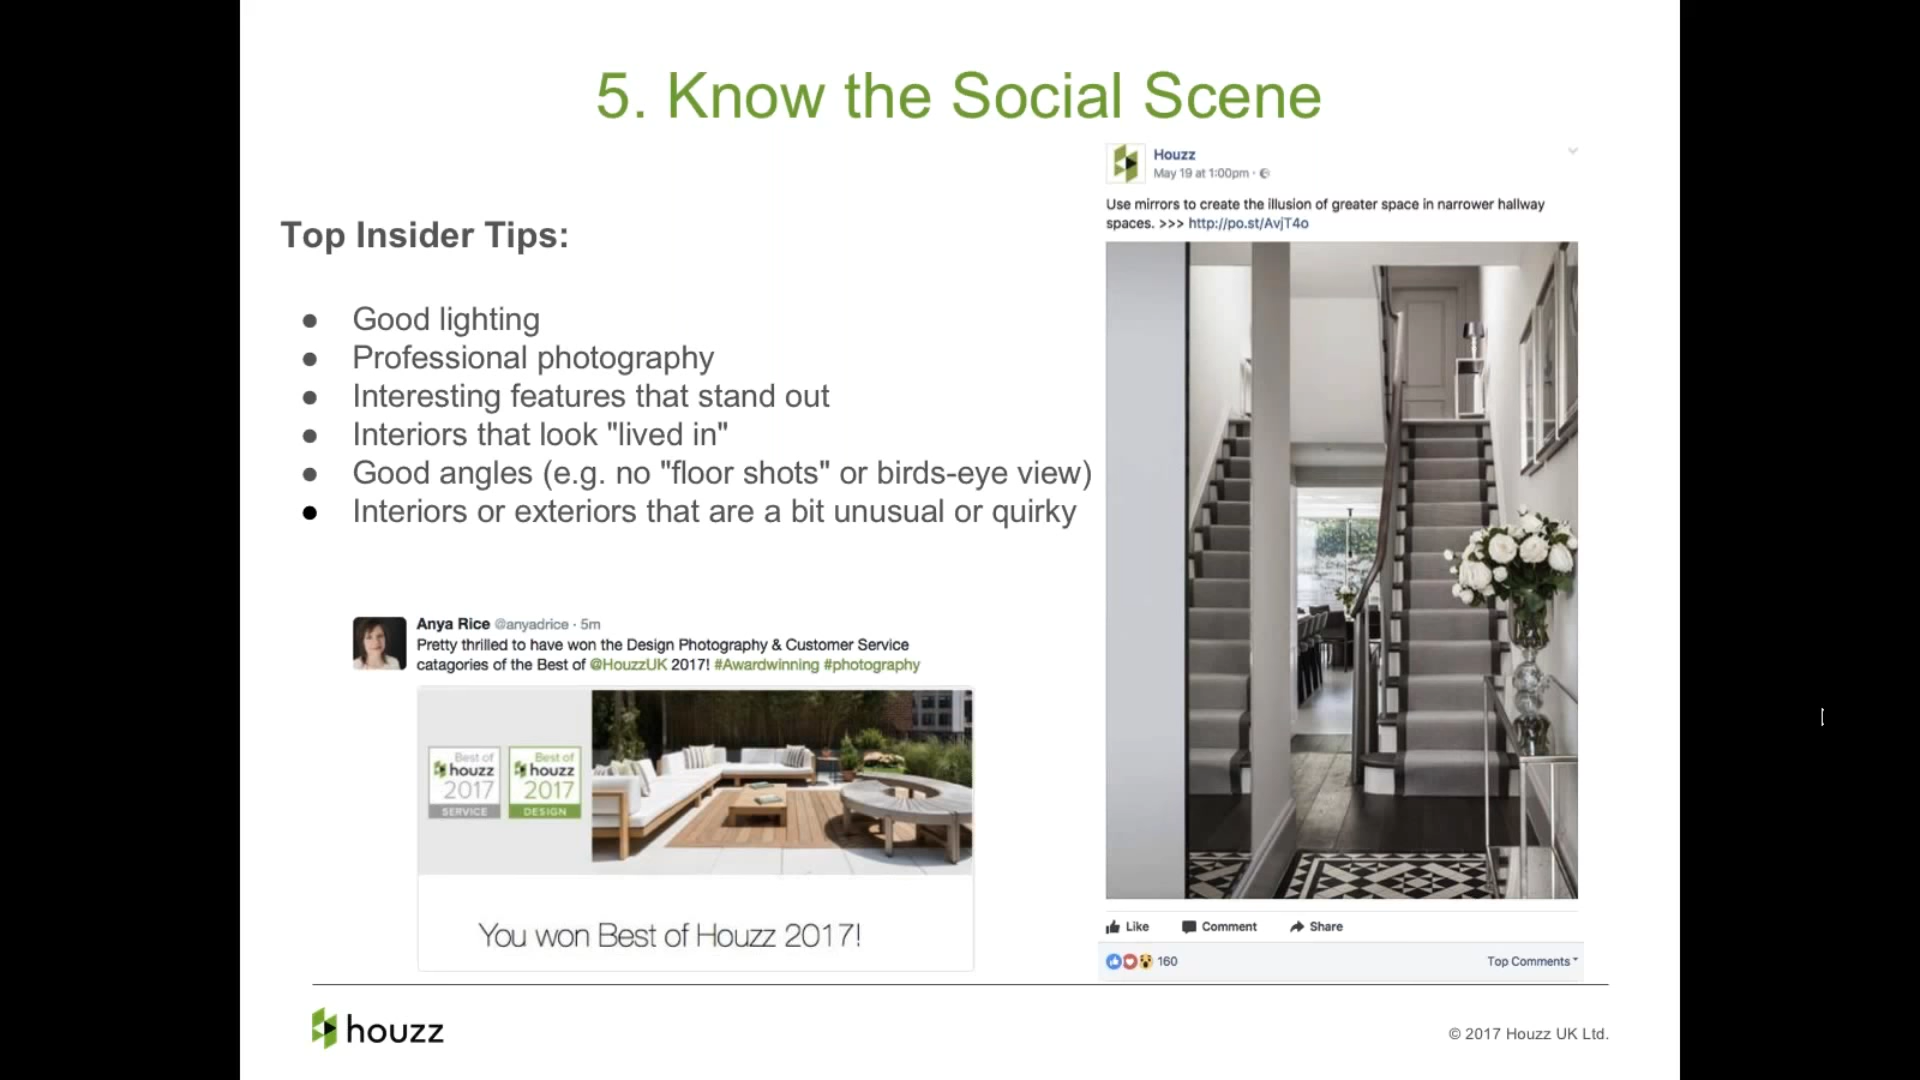 5. Know the Social Scene
Top Insider Tips:
● Good lighting
● Professional photography
● Interesting features that stand out
● Interiors that look "lived in"
● Good angles (e.g. no "floor shots" or birds-eye view)
● Interiors or exteriors that are a bit unusual or quirky
Anya Rice @anyadrice · 5m
Pretty thrilled to have won the Design Photography & Customer Service
catagories of the Best of @HouzzUK 2017! #Awardwinning #photography
Best of
houzz
2017
SERVICE
Best of
houzz
2017
DESIGN
You won Best of Houzz 2017!
Houzz
May 19 at 1:00pm ·
Use mirrors to create the illusion of greater space in narrower hallway
spaces. >>> http://po.st/AvjT4o
Like Comment Share
160 Top Comments
houzz
© 2017 Houzz UK Ltd.